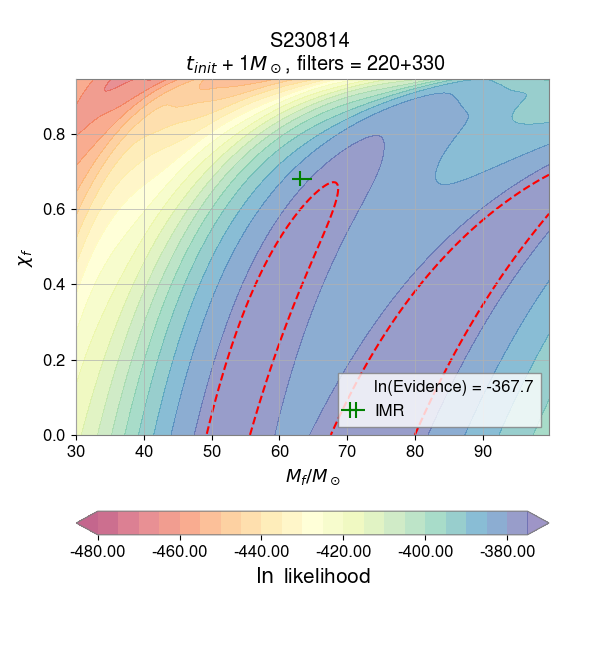 S230814
t_init + 1M_⊙, filters = 220+330
χ_f
0.8
0.6
0.4
0.2
0.0
ln(Evidence) = -367.7
IMR
30 40 50 60 70 80 90
M_f/M_⊙
-480.00 -460.00 -440.00 -420.00 -400.00 -380.00
ln likelihood